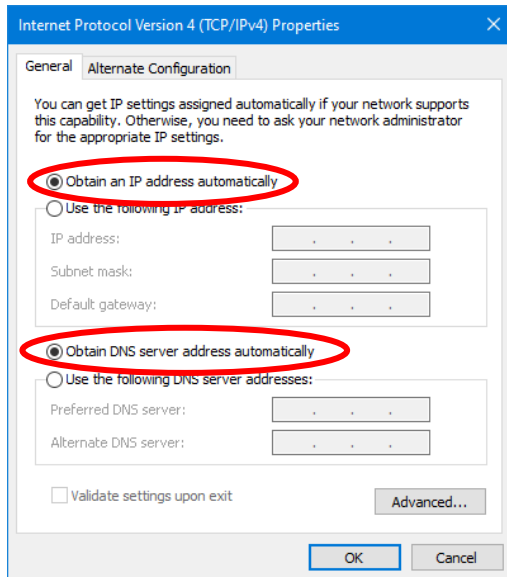 Internet Protocol Version 4 (TCP/IPv4) Properties
General
Alternate Configuration
You can get IP settings assigned automatically if your network supports
this capability. Otherwise, you need to ask your network administrator
for the appropriate IP settings.
Obtain an IP address automatically
Use the following IP address:
IP address:
Subnet mask:
Default gateway:
Obtain DNS server address automatically
Use the following DNS server addresses:
Preferred DNS server:
Alternate DNS server:
Validate settings upon exit
Advanced...
OK
Cancel